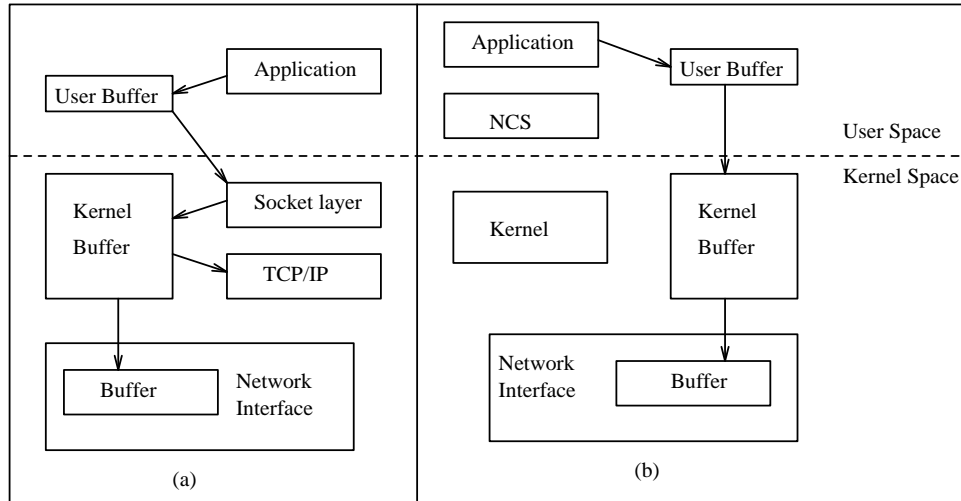 Application
User Buffer
Socket layer
Kernel
Buffer
TCP/IP
Buffer
Network
Interface
(a)
Application
User Buffer
NCS
User Space
Kernel Space
Kernel
Kernel
Buffer
Network
Interface
Buffer
(b)